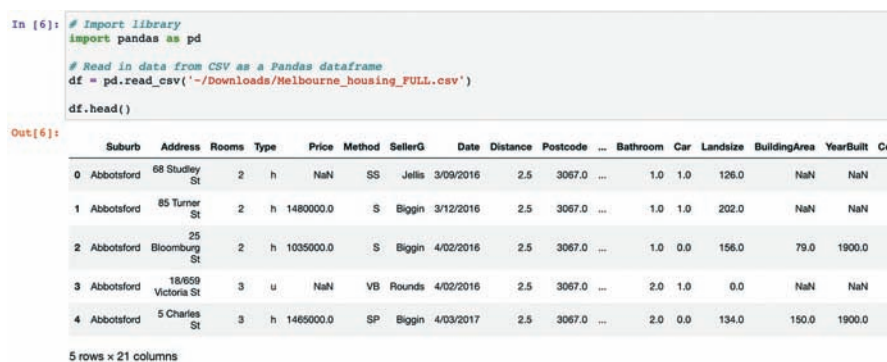 In [6]: # Import library
import pandas as pd
# Read in data from CSV as a Pandas dataframe
df = pd.read_csv('~/Downloads/Melbourne_housing_FULL.csv')
df.head()
Out[6]:
Suburb Address Rooms Type Price Method SellerG Date Distance Postcode ... Bathroom Car Landsize BuildingArea YearBuilt
0 Abbotsford 68 Studley St 2 h NaN SS Jellis 3/09/2016 2.5 3067.0 ... 1.0 1.0 126.0 NaN NaN
1 Abbotsford 85 Turner St 2 h 1480000.0 S Biggin 3/12/2016 2.5 3067.0 ... 1.0 1.0 202.0 NaN NaN
2 Abbotsford 25 Bloomburg St 2 h 1035000.0 S Biggin 4/02/2016 2.5 3067.0 ... 1.0 0.0 156.0 79.0 1900.0
3 Abbotsford 18/659 Victoria St 3 u NaN VB Rounds 4/02/2016 2.5 3067.0 ... 2.0 1.0 0.0 NaN NaN
4 Abbotsford 5 Charles St 3 h 1465000.0 SP Biggin 4/03/2017 2.5 3067.0 ... 2.0 0.0 134.0 150.0 1900.0
5 rows × 21 columns